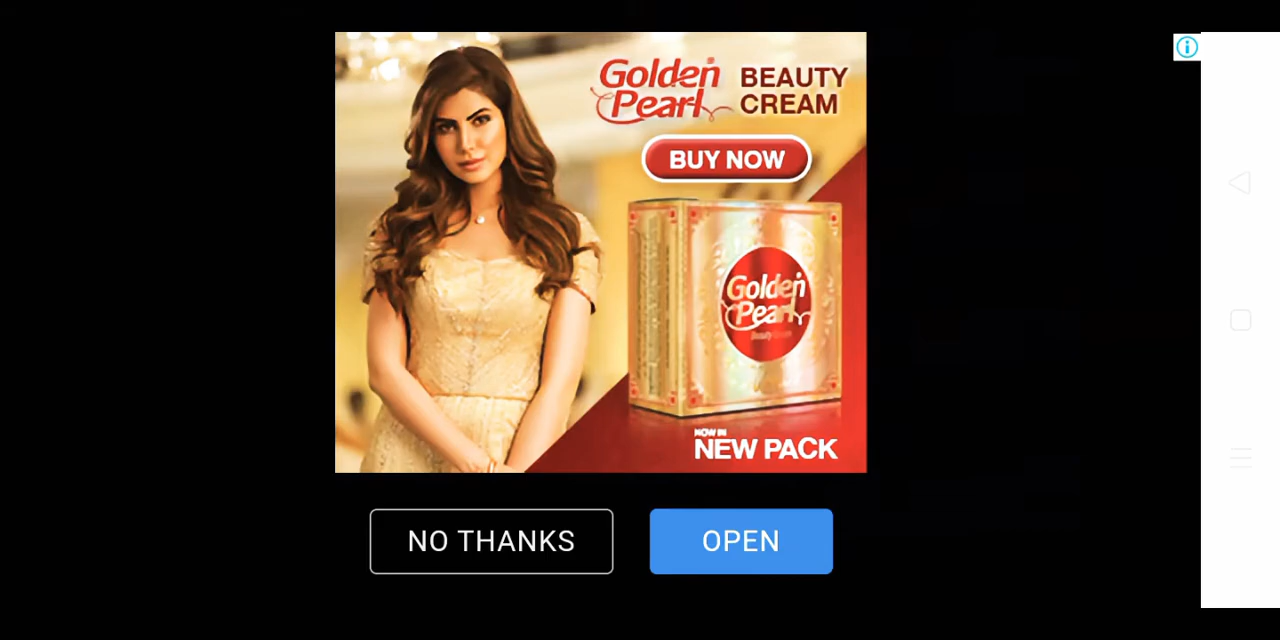 Golden
Pearl
BEAUTY
CREAM
BUY NOW
Golden
Pearl
NOW IN
NEW PACK
NO THANKS
OPEN